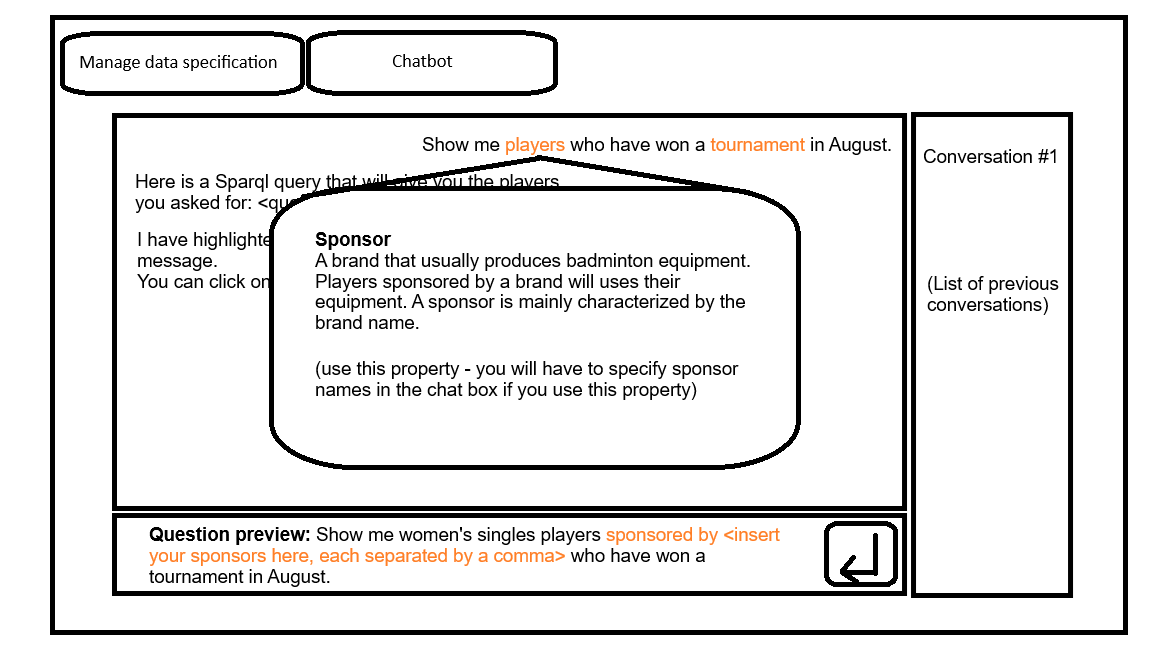 Manage data specification
Chatbot
Show me players who have won a tournament in August.
Here is a Sparql query that will give you the players
you asked for: <qu
I have highlighte
message.
You can click on
Sponsor
A brand that usually produces badminton equipment.
Players sponsored by a brand will uses their
equipment. A sponsor is mainly characterized by the
brand name.
(use this property - you will have to specify sponsor
names in the chat box if you use this property)
Question preview: Show me women's singles players sponsored by <insert
your sponsors here, each separated by a comma> who have won a
tournament in August.
Conversation #1
(List of previous
conversations)